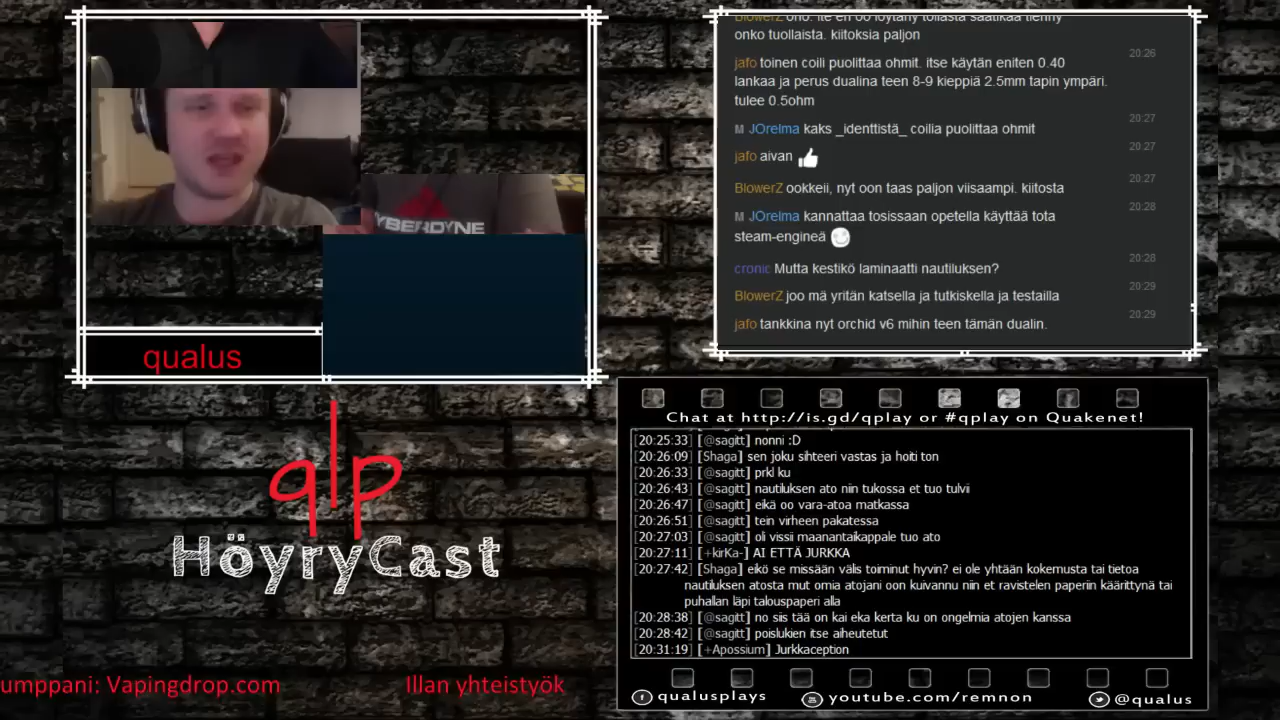 BlowerZ oho. ite en oo löytäny tollasta säätikää tienny
onko tuollaista. kiitoksia paljon
20:26
jafo toinen coili puolittaa ohmit. itse käytän eniten 0.40
lankaa ja perus dualina teen 8-9 kieppiä 2.5mm tapin ympäri.
tulee 0.5ohm
20:27
M JOrelma kaks _identtistä_ coilia puolittaa ohmit
20:27
jafo aivan
20:27
BlowerZ ookkeii, nyt oon taas paljon viisaampi. kiitosta
20:28
M JOrelma kannattaa tosissaan opetella käyttää tota
steam-engineä
20:28
cronic Mutta kestikö laminaatti nautiluksen?
20:29
BlowerZ joo mä yritän katsella ja tutkiskella ja testailla
20:29
jafo tankkina nyt orchid v6 mihin teen tämän dualin.
YBERDYNE
qualus
qlp
HöyryCast
Chat at http://is.gd/qplay or #qplay on Quakenet!
[20:25:33] [@sagitt] nonni :D
[20:26:09] [Shaga] sen joku sihteeri vastas ja hoiti ton
[20:26:33] [@sagitt] prkl ku
[20:26:43] [@sagitt] nautiluksen ato niin tukossa et tuo tulvii
[20:26:47] [@sagitt] eikä oo vara-atoa matkassa
[20:26:51] [@sagitt] tein virheen pakatessa
[20:27:03] [@sagitt] oli vissii maanantaikappale tuo ato
[20:27:11] [+kirKa-] AI ETTÄ JURKKA
[20:27:42] [Shaga] eikö se missään välis toiminut hyvin? ei ole yhtään kokemusta tai tietoa
nautiluksen atosta mut omia atojani oon kuivannu niin et ravistelen paperiin käärittynä tai
puhallan läpi talouspaperi alla
[20:28:38] [@sagitt] no siis tää on kai eka kerta ku on ongelmia atojen kanssa
[20:28:42] [@sagitt] poislukien itse aiheutetut
[20:31:19] [+Apossium] Jurkkaception
umppani: Vapingdrop.com
Illan yhteistyök
qualusplays
youtube.com/remnon
@qualus